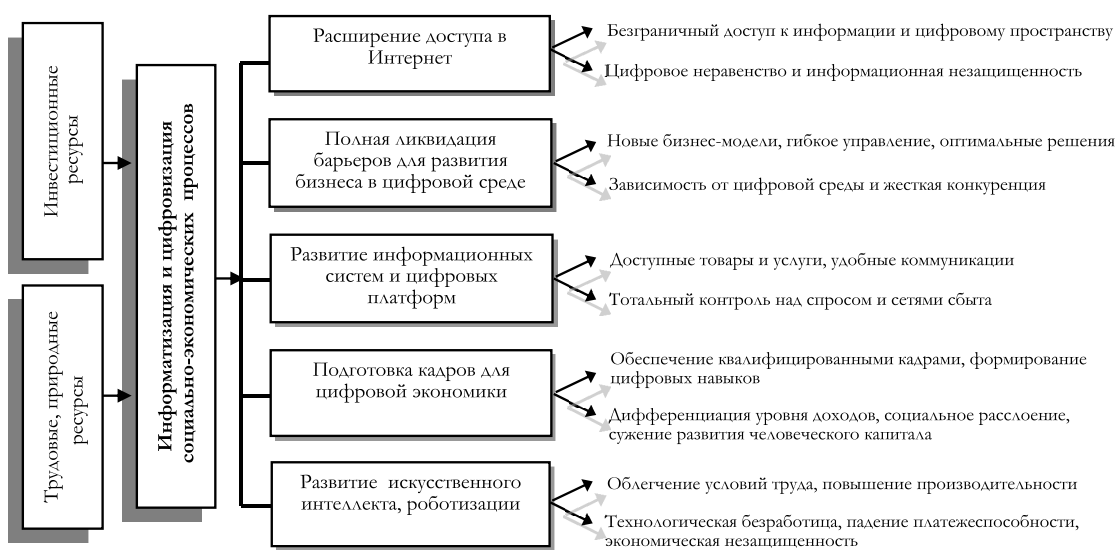 Инвестиционные
ресурсы
Трудовые, природные
ресурсы
Информатизация и цифровизация
социально-экономических процессов
Расширение доступа в
Интернет
Безграничный доступ к информации и цифровому пространству
Цифровое неравенство и информационная незащищенность
Полная ликвидация
барьеров для развития
бизнеса в цифровой среде
Новые бизнес-модели, гибкое управление, оптимальные решения
Зависимость от цифровой среды и жесткая конкуренция
Развитие информационных
систем и цифровых
платформ
Доступные товары и услуги, удобные коммуникации
Тотальный контроль над спросом и сетями сбыта
Подготовка кадров для
цифровой экономики
Обеспечение квалифицированными кадрами, формирование
цифровых навыков
Дифференциация уровня доходов, социальное расслоение,
сужение развития человеческого капитала
Развитие искусственного
интеллекта, роботизации
Облегчение условий труда, повышение производительности
Технологическая безработица, падение платежеспособности,
экономическая незащищенность